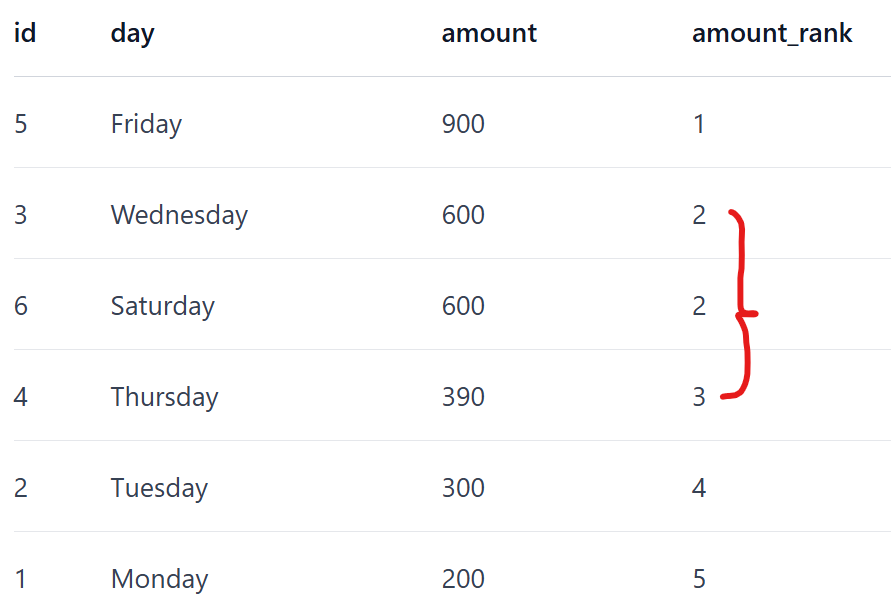 id day amount amount_rank
5 Friday 900 1
3 Wednesday 600 2
6 Saturday 600 2
4 Thursday 390 3
2 Tuesday 300 4
1 Monday 200 5